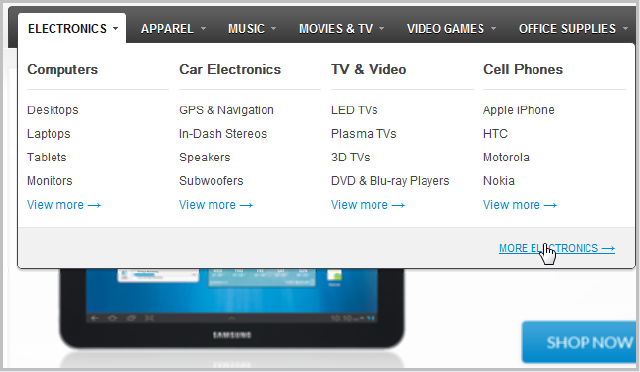 ELECTRONICS APPAREL MUSIC MOVIES & TV VIDEO GAMES OFFICE SUPPLIES
Computers Car Electronics TV & Video Cell Phones
Desktops GPS & Navigation LED TVs Apple iPhone
Laptops In-Dash Stereos Plasma TVs HTC
Tablets Speakers 3D TVs Motorola
Monitors Subwoofers DVD & Blu-ray Players Nokia
View more → View more → View more → View more →
MORE ELECTRONICS →
SAMSUNG
SHOP NOW